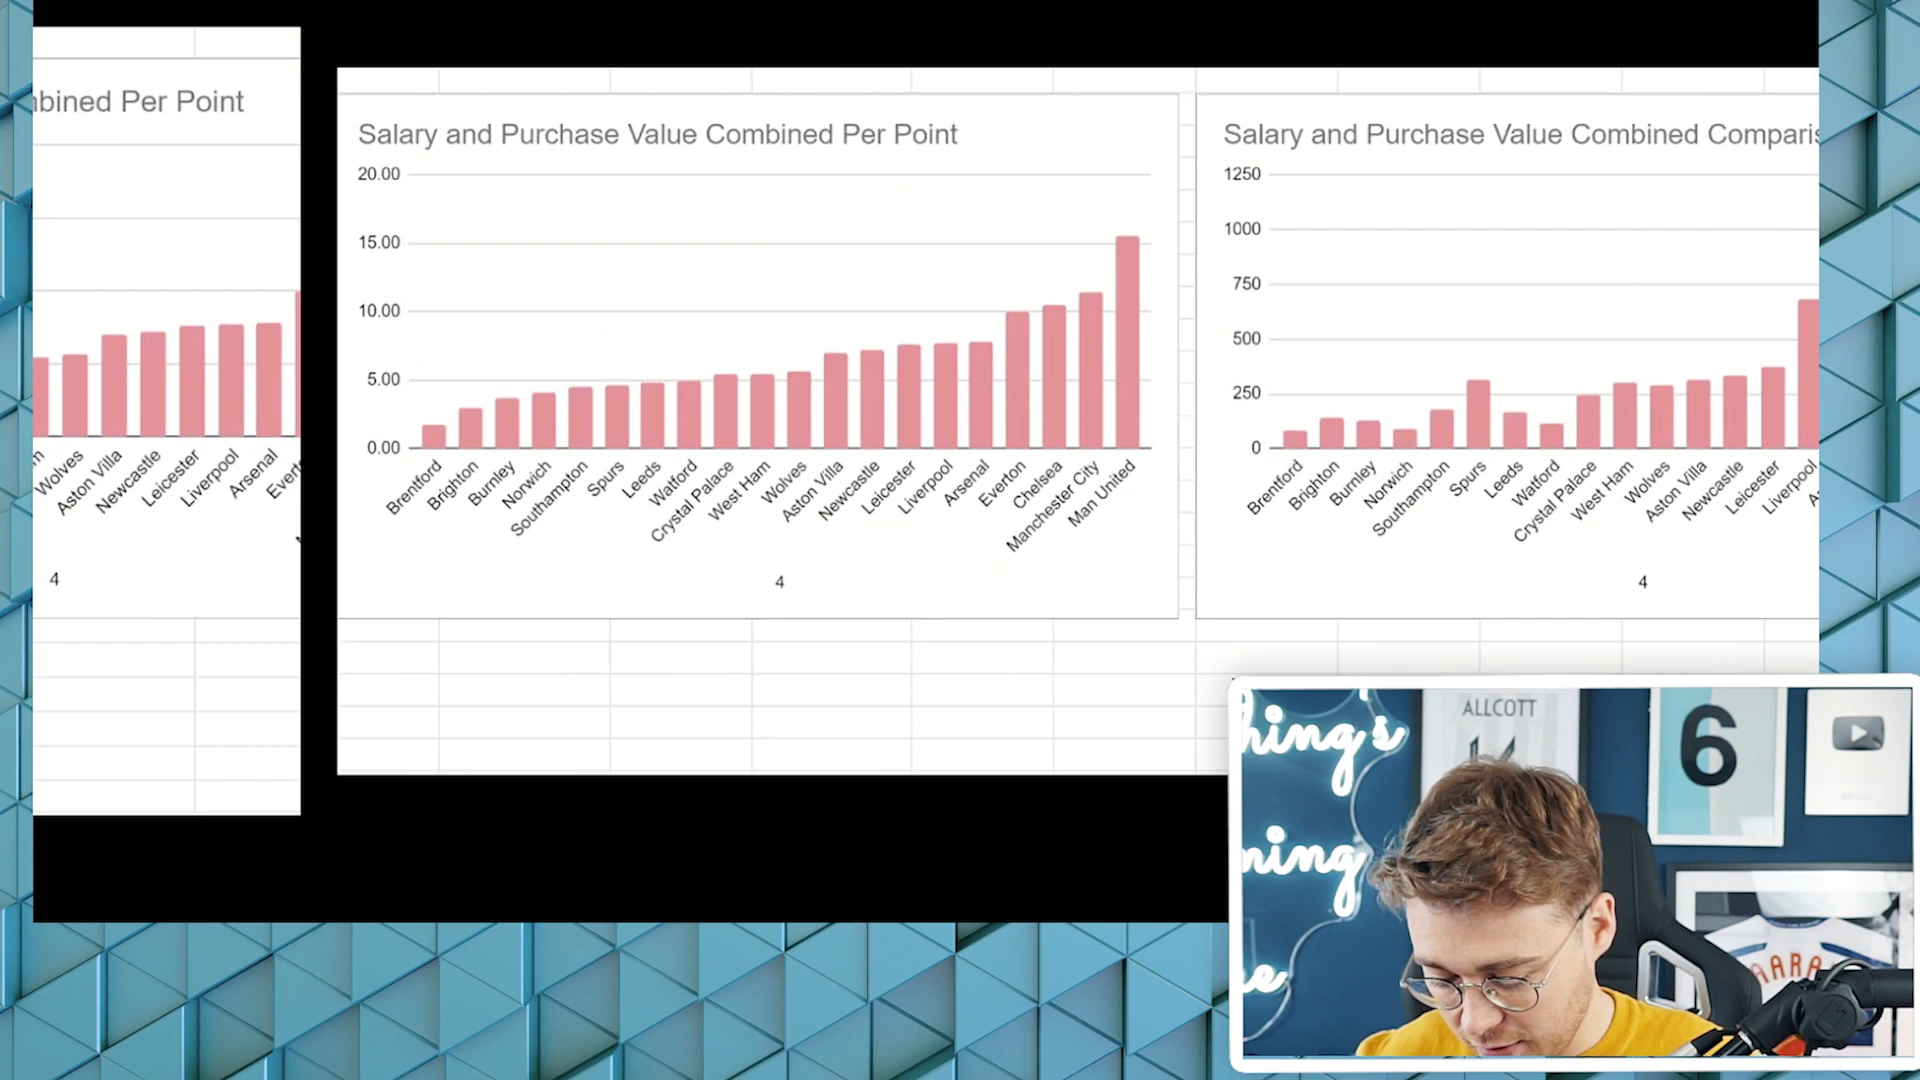 nbined Per Point
Wolves
Aston Villa
Newcastle
Leicester
Liverpool
Arsenal
4
Salary and Purchase Value Combined Per Point
20.00
15.00
10.00
5.00
0.00
Brentford
Brighton
Burnley
Norwich
Southampton
Spurs
Leeds
Watford
Crystal Palace
West Ham
Wolves
Aston Villa
Newcastle
Leicester
Liverpool
Arsenal
Everton
Chelsea
Manchester City
Man United
4
Salary and Purchase Value Combined Comparis
1250
1000
750
500
250
0
Brentford
Brighton
Burnley
Norwich
Southampton
Spurs
Leeds
Watford
Crystal Palace
West Ham
Wolves
Aston Villa
Newcastle
Leicester
Liverpool
4
hing's
ning
ALLCOTT
14
6